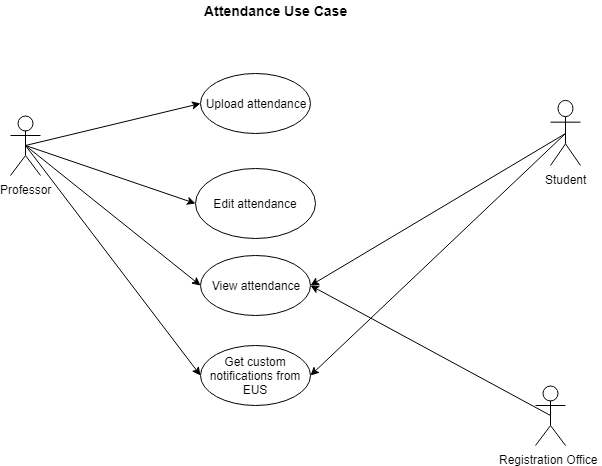 Attendance Use Case
Upload attendance
Professor
Student
Edit attendance
View attendance
Get custom
notifications from
EUS
Registration Office